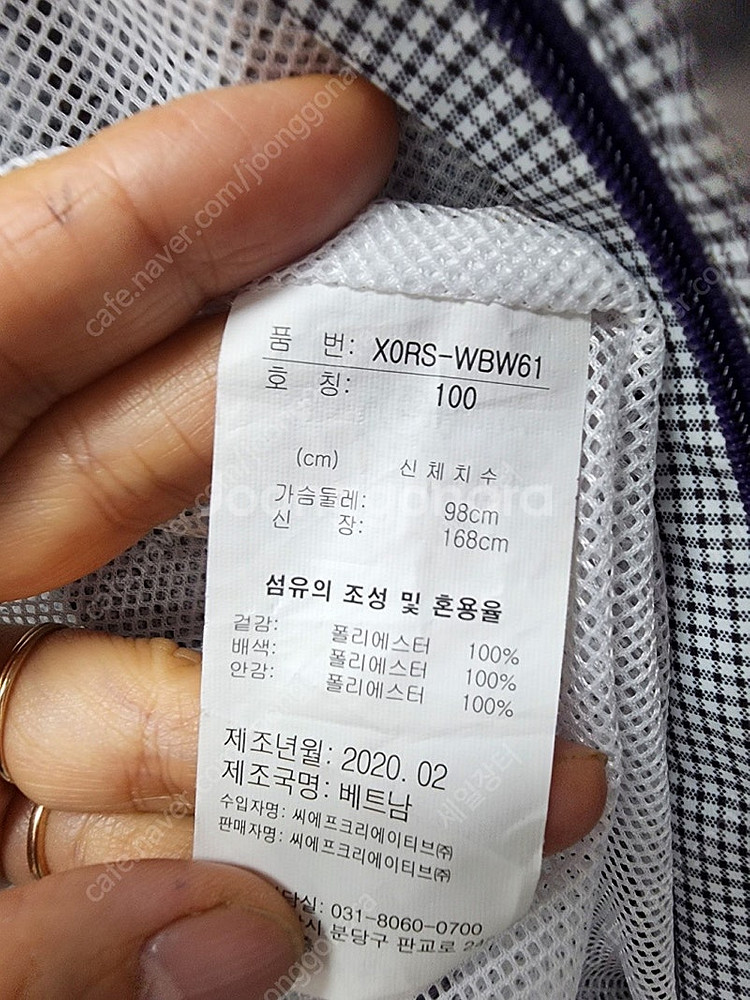 품 번: X0RS-WBW61
호 칭: 100
(cm) 신체치수
가슴둘레: 98cm
신 장: 168cm
섬유의 조성 및 혼용율
겉감: 폴리에스터 100%
배색: 폴리에스터 100%
안감: 폴리에스터 100%
제조년월: 2020. 02
제조국명: 베트남
수입자명: 씨에프크리에이티브㈜
판매자명: 씨에프크리에이티브㈜
031-8060-0700
분당구 판교로
cafe.naver.com/joonggonara
세일장터